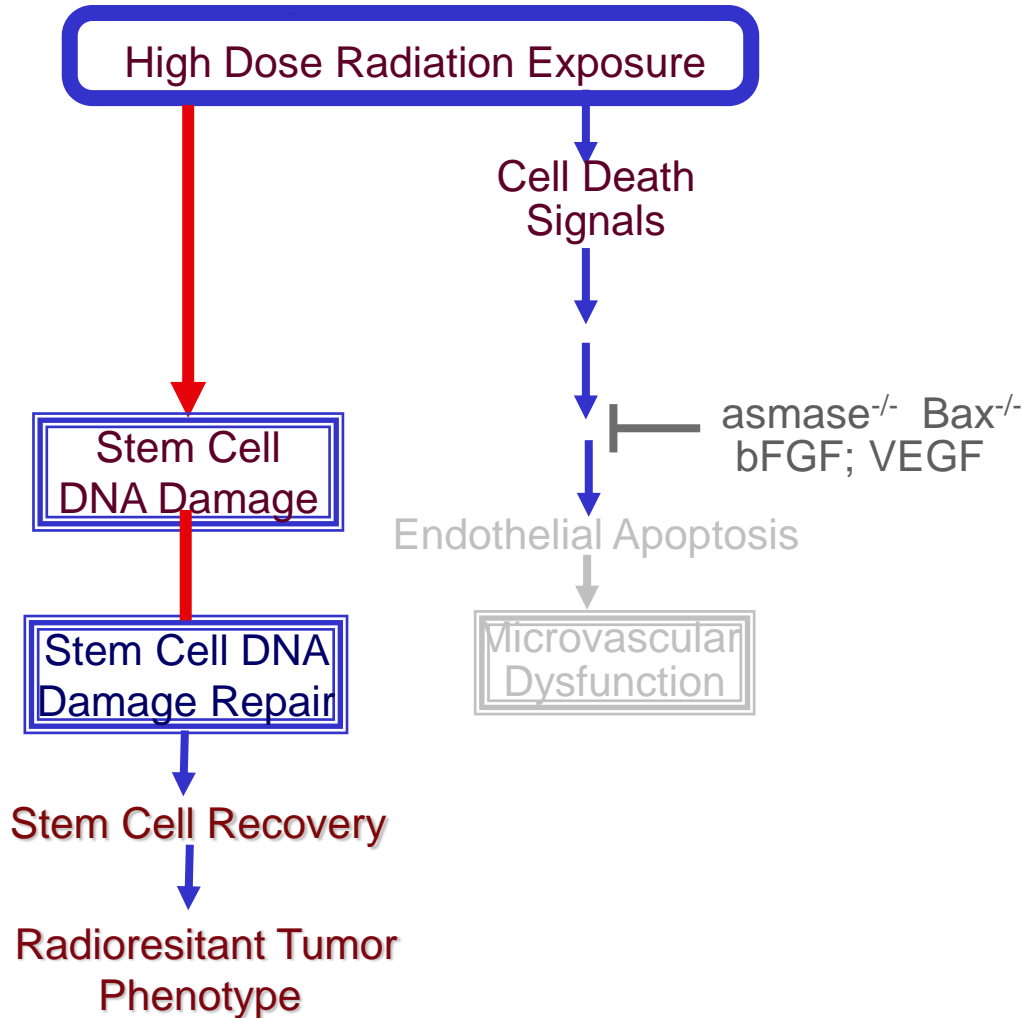 High Dose Radiation Exposure
Cell Death
Signals
asmase-/- Bax-/-
bFGF; VEGF
Stem Cell
DNA Damage
Endothelial Apoptosis
Stem Cell DNA
Damage Repair
Microvascular
Dysfunction
Stem Cell Recovery
Radioresitant Tumor
Phenotype